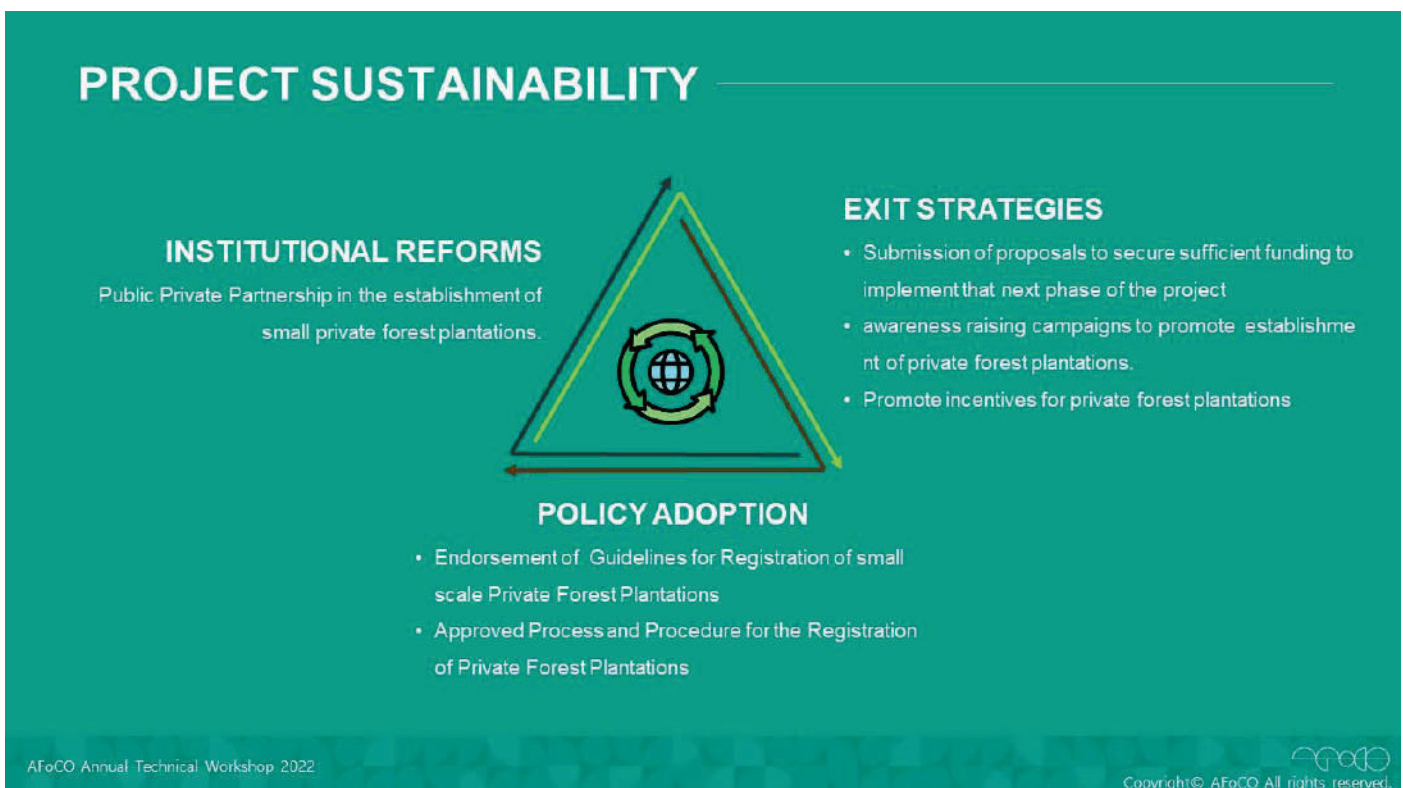 PROJECT SUSTAINABILITY
INSTITUTIONAL REFORMS
Public Private Partnership in the establishment of
small private forest plantations.
EXIT STRATEGIES
• Submission of proposals to secure sufficient funding to
implement that next phase of the project
• awareness raising campaigns to promote establishme
nt of private forest plantations.
• Promote incentives for private forest plantations
POLICY ADOPTION
• Endorsement of Guidelines for Registration of small
scale Private Forest Plantations
• Approved Process and Procedure for the Registration
of Private Forest Plantations
AFoCO Annual Technical Workshop 2022
AFoCO
Copyright© AFoCO All rights reserved.